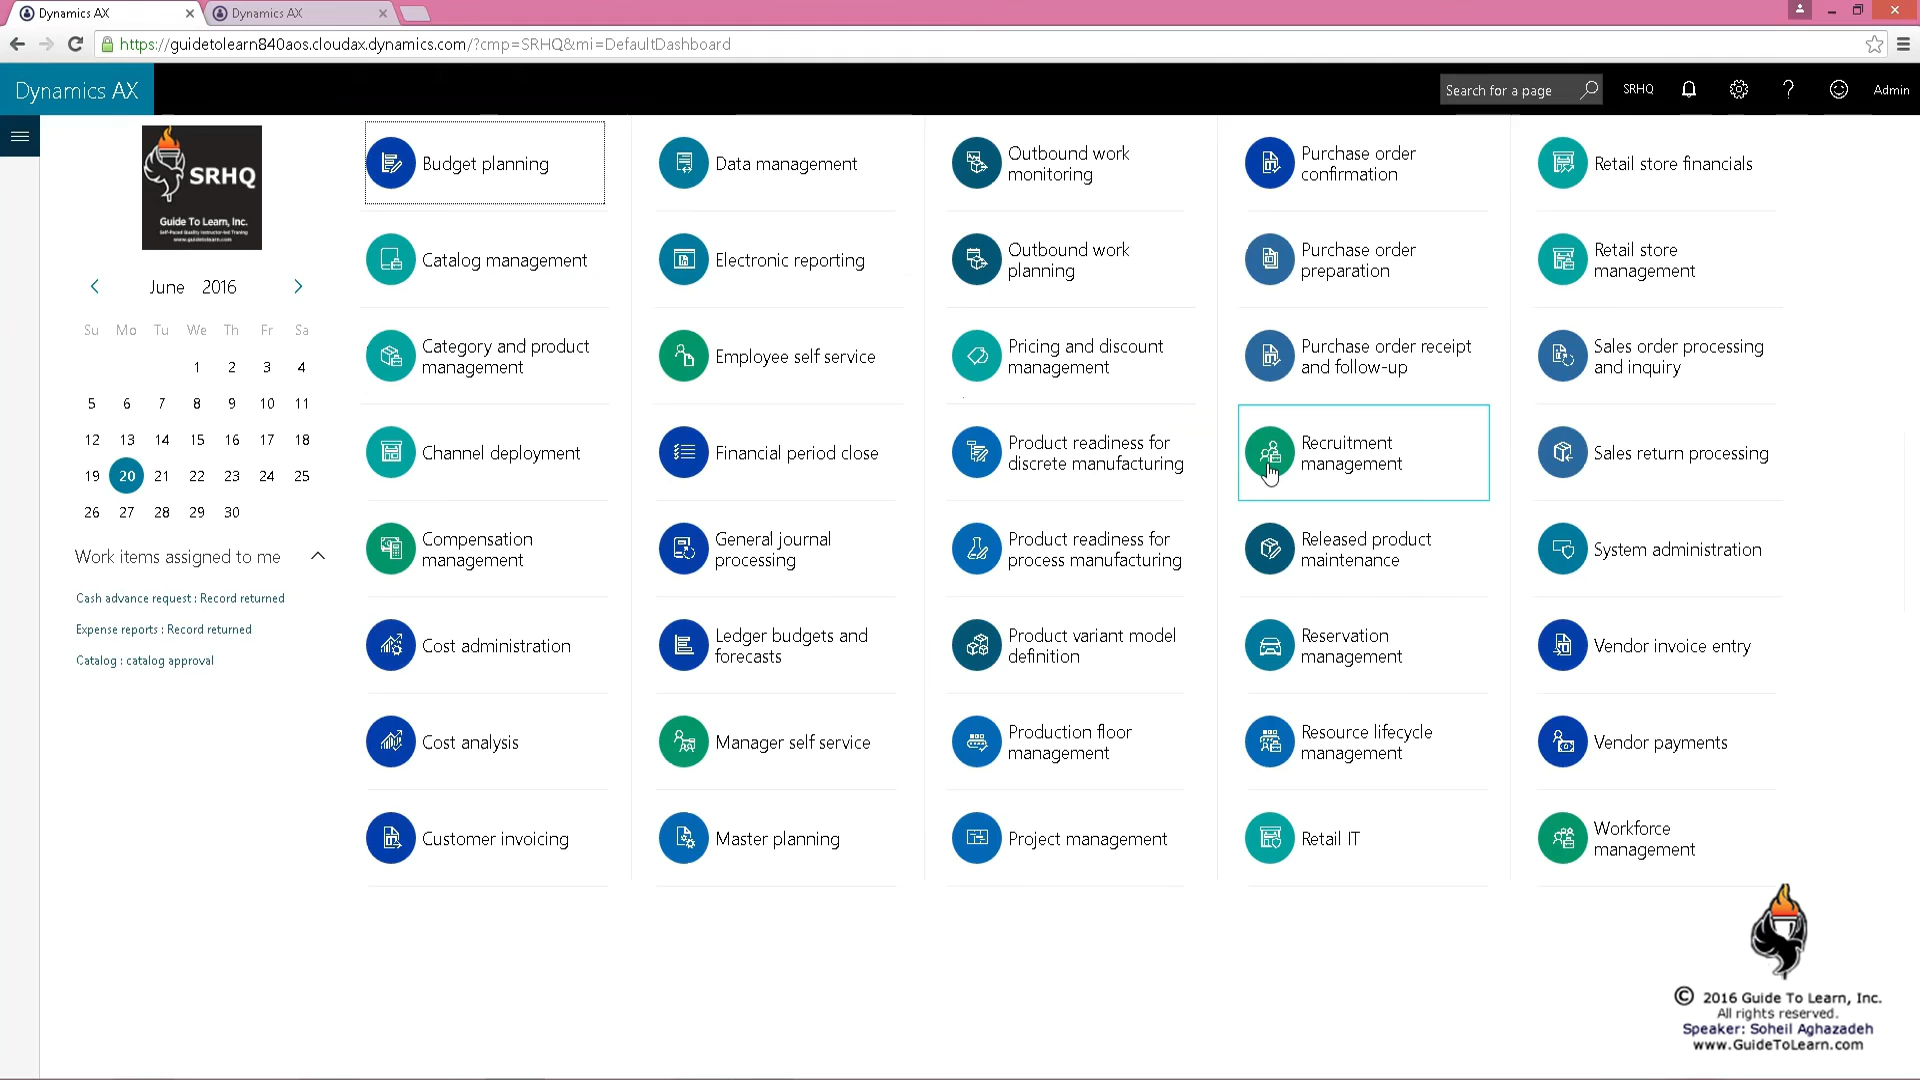 Dynamics AX
Dynamics AX
https://guidetolearn840aos.cloudax.dynamics.com/?cmp=SRHQ&mi=DefaultDashboard
Dynamics AX
Search for a page
SRHQ
?
Admin
SRHQ
Guide To Learn, Inc.
Self-Paced Quality Instructor-led Training
www.guidetolearn.com
June 2016
Su Mo Tu We Th Fr Sa
1 2 3 4
5 6 7 8 9 10 11
12 13 14 15 16 17 18
19 20 21 22 23 24 25
26 27 28 29 30
Work items assigned to me
Cash advance request : Record returned
Expense reports : Record returned
Catalog : catalog approval
Budget planning
Catalog management
Category and product
management
Channel deployment
Compensation
management
Cost administration
Cost analysis
Customer invoicing
Data management
Electronic reporting
Employee self service
Financial period close
General journal
processing
Ledger budgets and
forecasts
Manager self service
Master planning
Outbound work
monitoring
Outbound work
planning
Pricing and discount
management
Product readiness for
discrete manufacturing
Product readiness for
process manufacturing
Product variant model
definition
Production floor
management
Project management
Purchase order
confirmation
Purchase order
preparation
Purchase order receipt
and follow-up
Recruitment
management
Released product
maintenance
Reservation
management
Resource lifecycle
management
Retail IT
Retail store financials
Retail store
management
Sales order processing
and inquiry
Sales return processing
System administration
Vendor invoice entry
Vendor payments
Workforce
management
© 2016 Guide To Learn, Inc.
All rights reserved.
Speaker: Soheil Aghazadeh
www.GuideToLearn.com